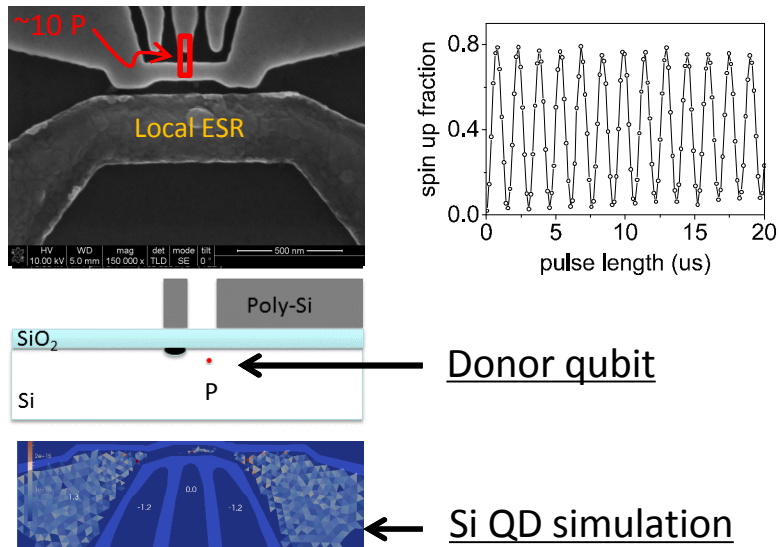 ~10 P
Local ESR
HV WD mag det mode tilt
10.00 kV 5.0 mm 150 000 x TLD SE 0 ° 500 nm
spin up fraction
0.8
0.4
0.0
0 5 10 15 20
pulse length (us)
Poly-Si
SiO2
Si
P
Donor qubit
2e-15
-1.3
-1.2
0.0
-1.2
Si QD simulation